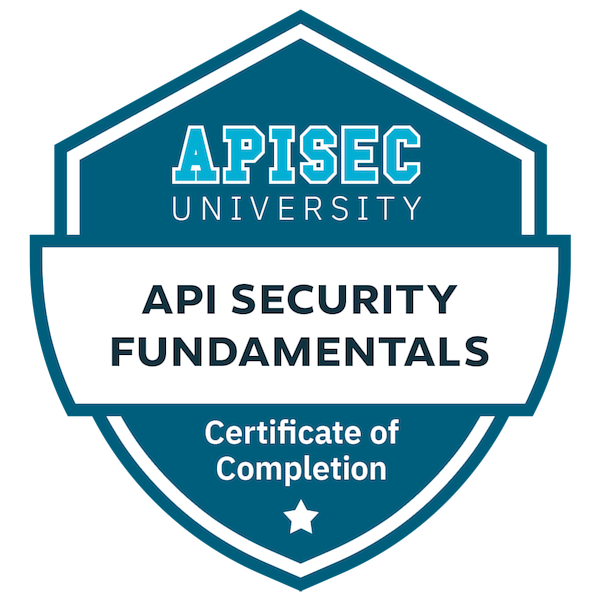 APISEC
UNIVERSITY
API SECURITY
FUNDAMENTALS
Certificate of
Completion